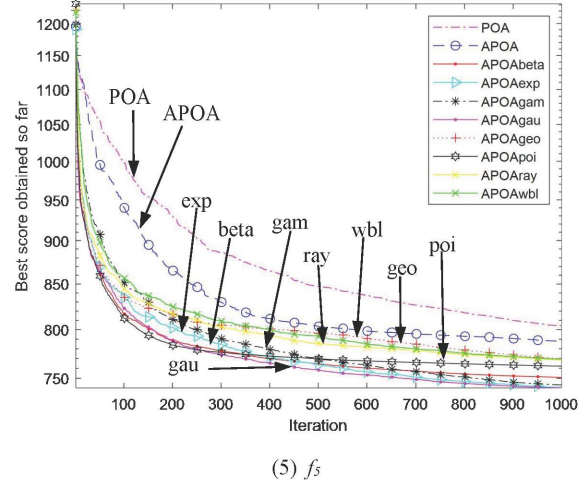 1200
1100
1000
950
900
850
800
750
Best score obtained so far
100 200 300 400 500 600 700 800 900 1000
Iteration
POA
APOA
APOAbeta
APOAexp
APOAgam
APOAgau
APOAgeo
APOApoi
APOAray
APOAwbl
POA
APOA
exp
beta
gam
ray
wbl
geo
poi
gau
(5) f5